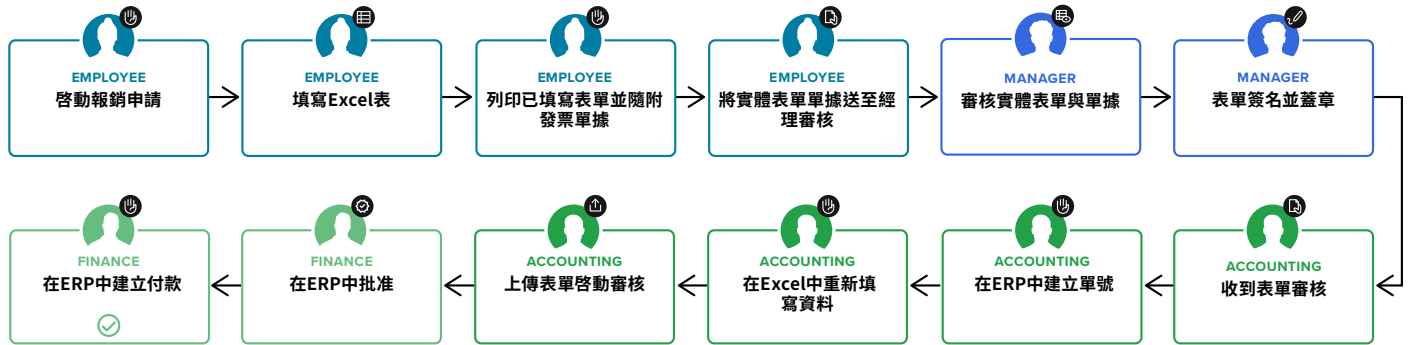 EMPLOYEE
啓動報銷申請
EMPLOYEE
填寫Excel表
EMPLOYEE
列印已填寫表單並隨附
發票單據
EMPLOYEE
將實體表單單據送至經
理審核
MANAGER
審核實體表單與單據
MANAGER
表單簽名並蓋章
FINANCE
在ERP中建立付款
FINANCE
在ERP中批准
ACCOUNTING
上傳表單啓動審核
ACCOUNTING
在Excel中重新填
寫資料
ACCOUNTING
在ERP中建立單號
ACCOUNTING
收到表單審核